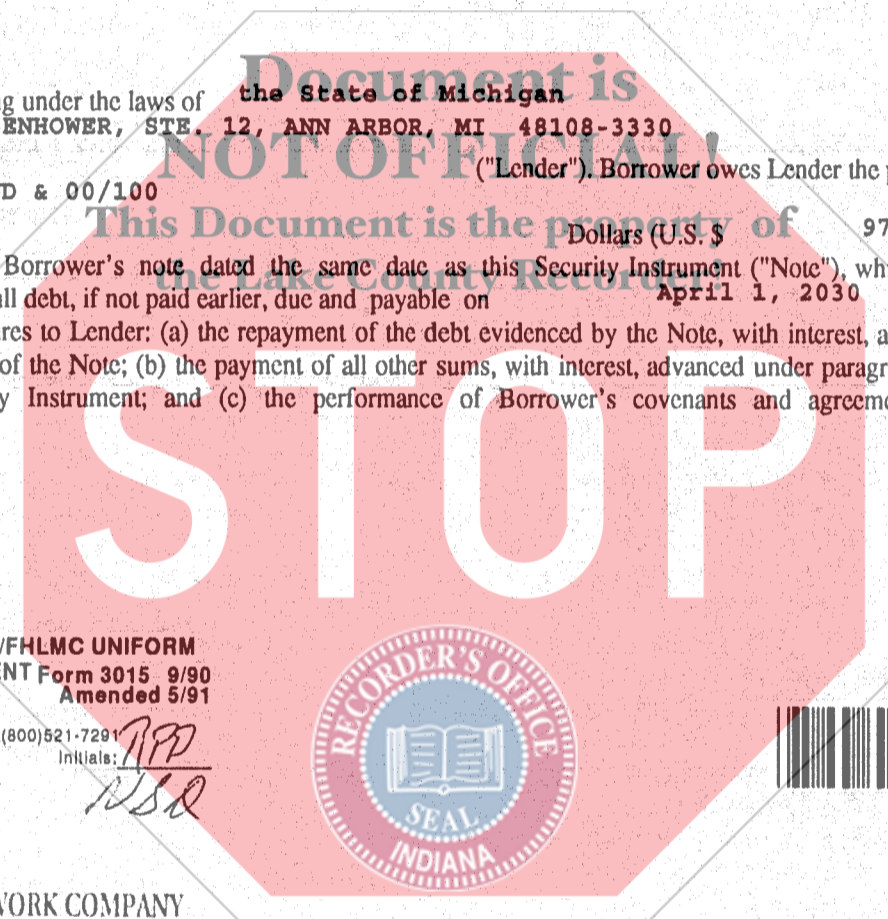 Document is
g under the laws of the State of Michigan
ENHOWER, STE. 12, ANN ARBOR, MI 48108-3330
NOT OFFICIAL!
("Lender"). Borrower owes Lender the p
D & 00/100
This Document is the property of
Dollars (U.S. $ 97
the Lake County Recorder!
Borrower's note dated the same date as this Security Instrument ("Note"), wh
ll debt, if not paid earlier, due and payable on April 1, 2030
res to Lender: (a) the repayment of the debt evidenced by the Note, with interest, a
of the Note; (b) the payment of all other sums, with interest, advanced under paragr
y Instrument; and (c) the performance of Borrower's covenants and agreeme
STOP
/FHLMC UNIFORM
ENT Form 3015 9/90
Amended 5/91
(800)521-7291
Initials:
RECORDER'S OFFICE
SEAL
INDIANA
WORK COMPANY